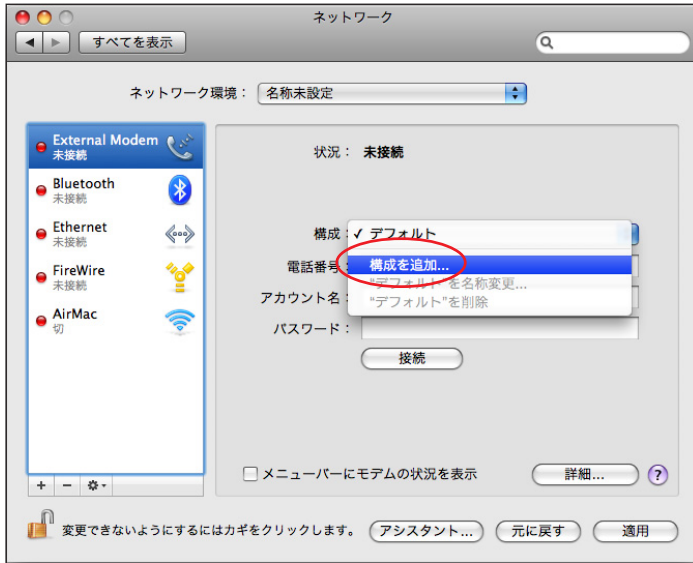 ネットワーク
すべてを表示
ネットワーク環境： 名称未設定
External Modem
未接続
Bluetooth
未接続
Ethernet
未接続
FireWire
未接続
AirMac
切
状況： 未接続
構成： ✓ デフォルト
構成を追加...
電話番号：
“デフォルト”を名称変更...
アカウント名：
“デフォルト”を削除
パスワード：
接続
メニューバーにモデムの状況を表示
詳細... ?
+ −
変更できないようにするにはカギをクリックします。 アシスタント... 元に戻す 適用